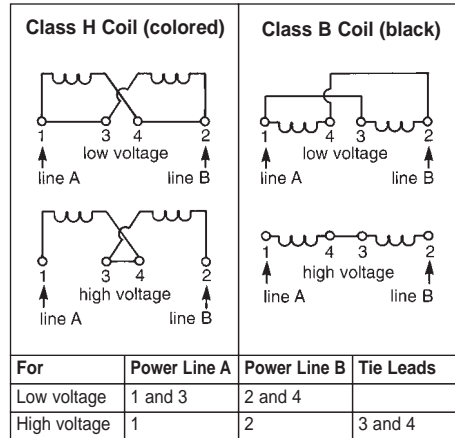 Class H Coil (colored)
1 3 4 2
low voltage
line A line B
1 3 4 2
high voltage
line A line B
Class B Coil (black)
1 4 3 2
low voltage
line A line B
1 4 3 2
high voltage
line A line B
For Power Line A Power Line B Tie Leads
Low voltage 1 and 3 2 and 4
High voltage 1 2 3 and 4